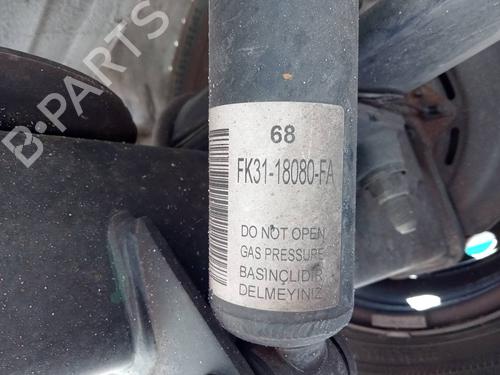 B-PARTS
68
FK31-18080-FA
DO NOT OPEN
GAS PRESSURE
BASINÇLIDIR
DELMEYINIZ